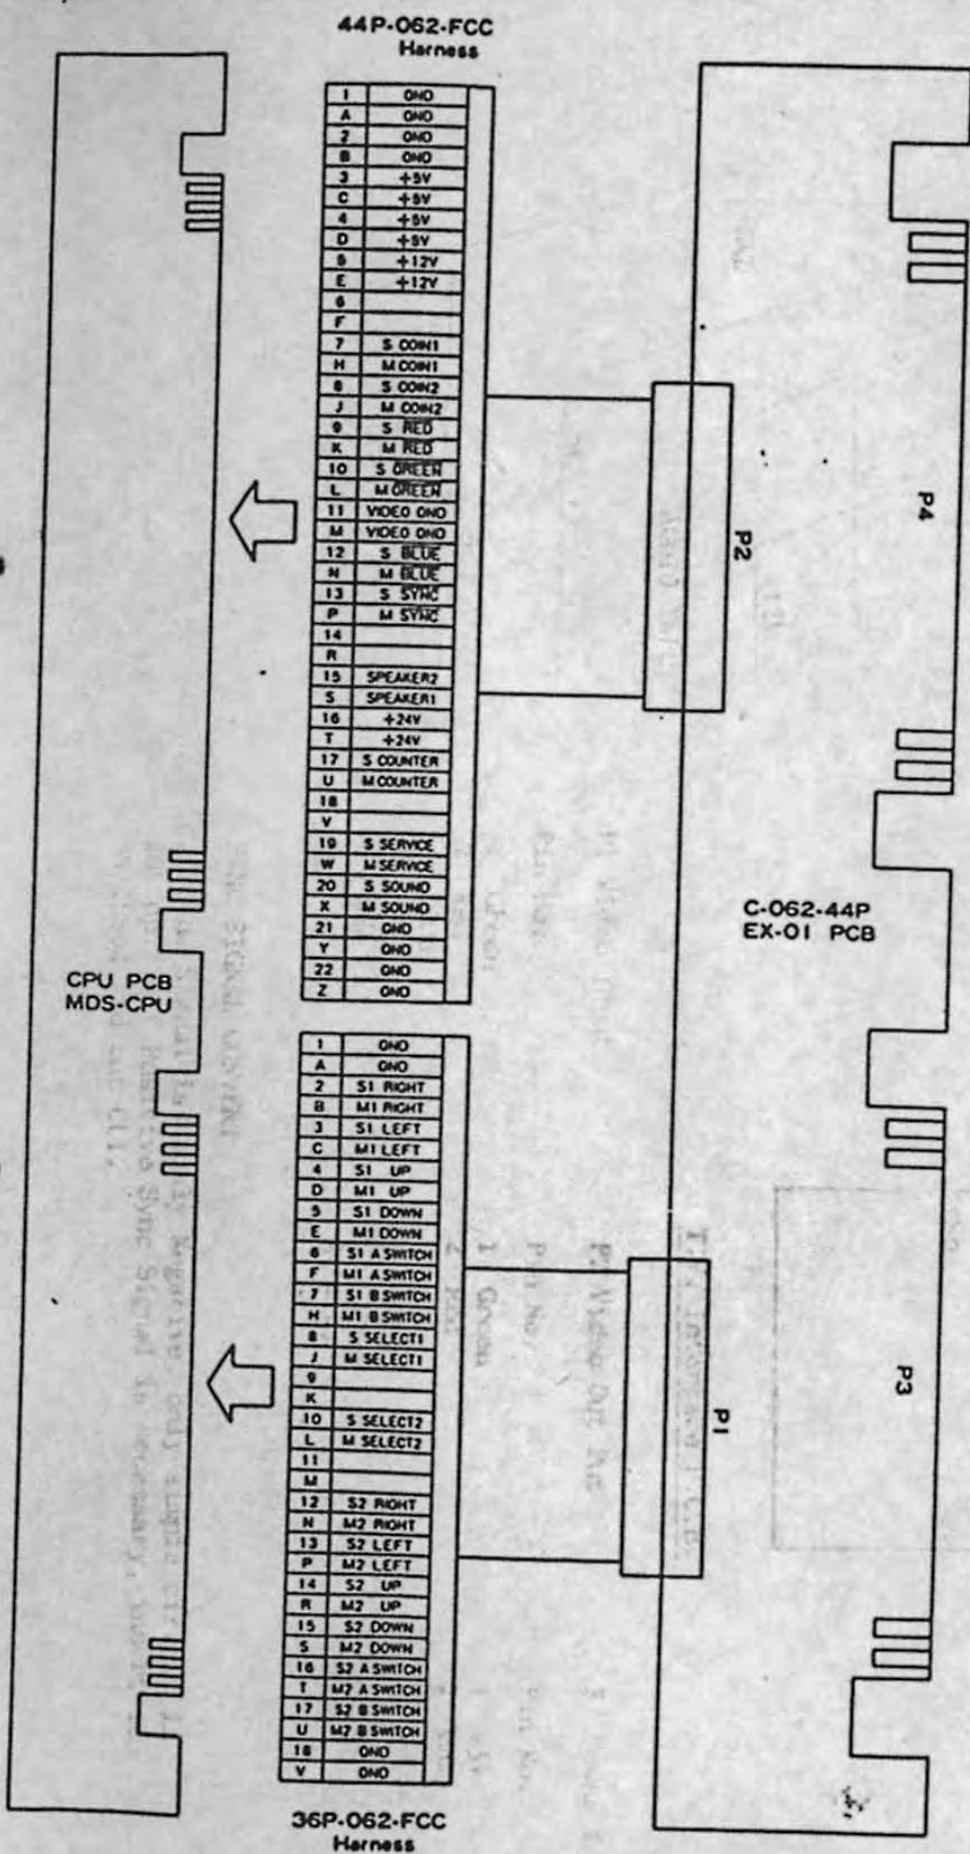 44P-062-FCC
Harness
1 GND
A GND
2 GND
B GND
3 +5V
C +5V
4 +5V
D +5V
5 +12V
E +12V
6
F
7 S COIN1
H M COIN1
8 S COIN2
J M COIN2
9 S RED
K M RED
10 S GREEN
L M GREEN
11 VIDEO GND
M VIDEO GND
12 S BLUE
N M BLUE
13 S SYNC
P M SYNC
14
R
15 SPEAKER2
S SPEAKER1
16 +24V
T +24V
17 S COUNTER
U M COUNTER
18
V
19 S SERVICE
W M SERVICE
20 S SOUND
X M SOUND
21 GND
Y GND
22 GND
Z GND
1 GND
A GND
2 S1 RIGHT
B M1 RIGHT
3 S1 LEFT
C M1 LEFT
4 S1 UP
D M1 UP
5 S1 DOWN
E M1 DOWN
6 S1 A SWITCH
F M1 A SWITCH
7 S1 B SWITCH
H M1 B SWITCH
8 S SELECT1
J M SELECT1
9
K
10 S SELECT2
L M SELECT2
11
M
12 S2 RIGHT
N M2 RIGHT
13 S2 LEFT
P M2 LEFT
14 S2 UP
R M2 UP
15 S2 DOWN
S M2 DOWN
16 S2 A SWITCH
T M2 A SWITCH
17 S2 B SWITCH
U M2 B SWITCH
18 GND
V GND
36P-062-FCC
Harness
CPU PCB
MDS-CPU
P2
P4
C-062-44P
EX-01 PCB
P1
P3